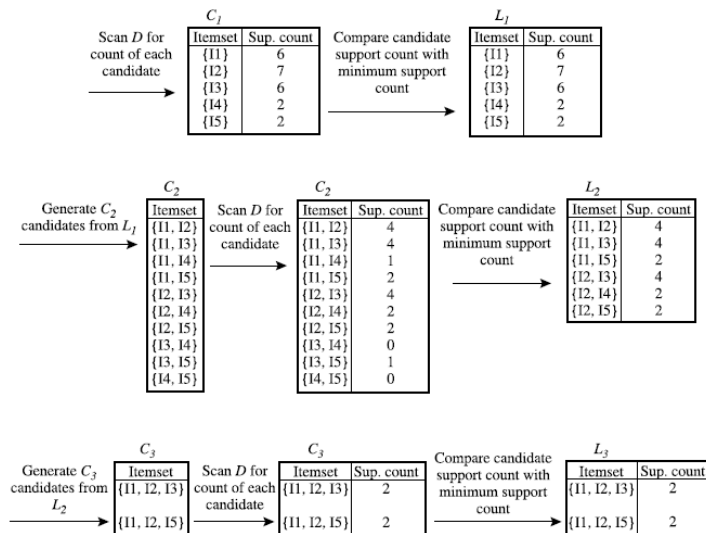 C1
L1
Scan D for
count of each
candidate
Itemset Sup. count
{I1} 6
{I2} 7
{I3} 6
{I4} 2
{I5} 2
Compare candidate
support count with
minimum support
count
Itemset Sup. count
{I1} 6
{I2} 7
{I3} 6
{I4} 2
{I5} 2
Generate C2
candidates from L1
C2
Itemset
{I1, I2}
{I1, I3}
{I1, I4}
{I1, I5}
{I2, I3}
{I2, I4}
{I2, I5}
{I3, I4}
{I3, I5}
{I4, I5}
Scan D for
count of each
candidate
C2
Itemset Sup. count
{I1, I2} 4
{I1, I3} 4
{I1, I4} 1
{I1, I5} 2
{I2, I3} 4
{I2, I4} 2
{I2, I5} 2
{I3, I4} 0
{I3, I5} 1
{I4, I5} 0
Compare candidate
support count with
minimum support
count
L2
Itemset Sup. count
{I1, I2} 4
{I1, I3} 4
{I1, I5} 2
{I2, I3} 4
{I2, I4} 2
{I2, I5} 2
Generate C3
candidates from
L2
C3
Itemset
{I1, I2, I3}
{I1, I2, I5}
Scan D for
count of each
candidate
C3
Itemset Sup. count
{I1, I2, I3} 2
{I1, I2, I5} 2
Compare candidate
support count with
minimum support
count
L3
Itemset Sup. count
{I1, I2, I3} 2
{I1, I2, I5} 2